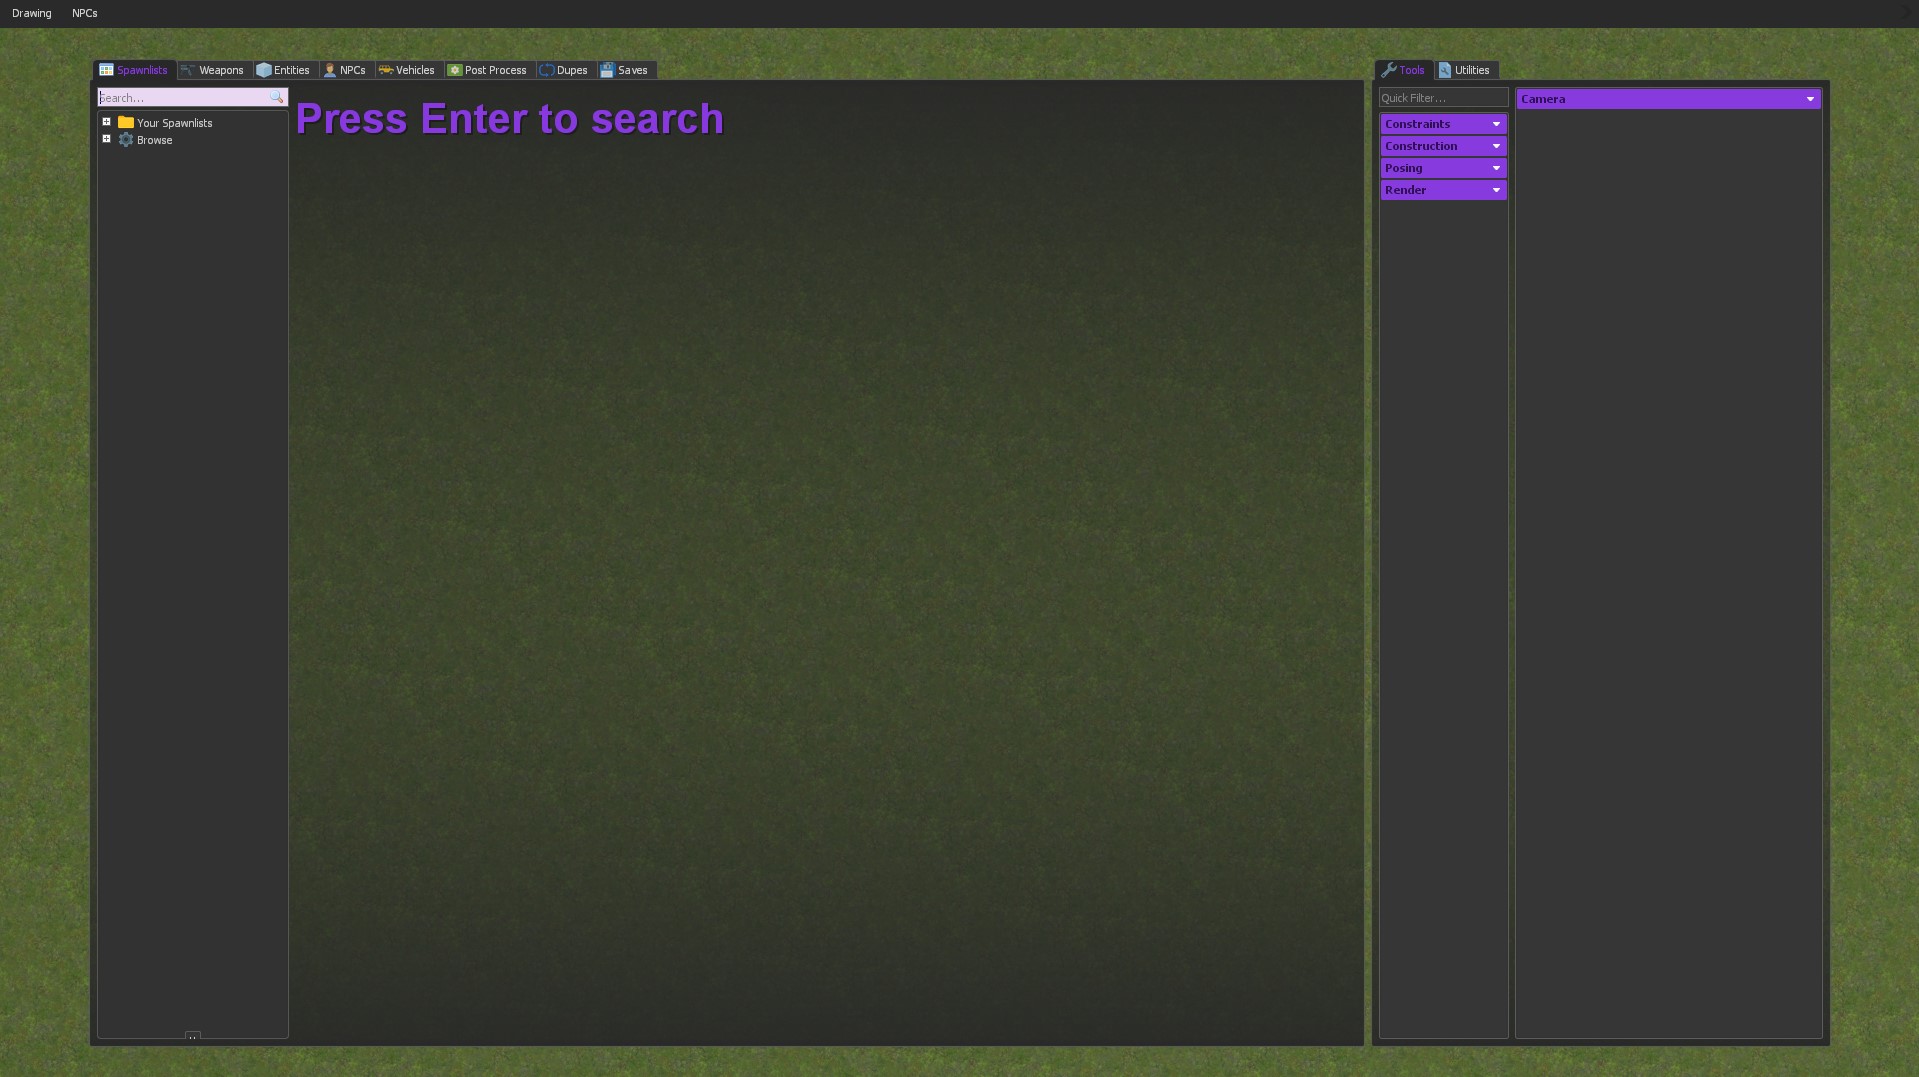 Drawing NPCs
Spawnlists Weapons Entities NPCs Vehicles Post Process Dupes Saves
Tools Utilities
Search...
Your Spawnlists
Browse
Press Enter to search
Quick Filter...
Constraints
Construction
Posing
Render
Camera